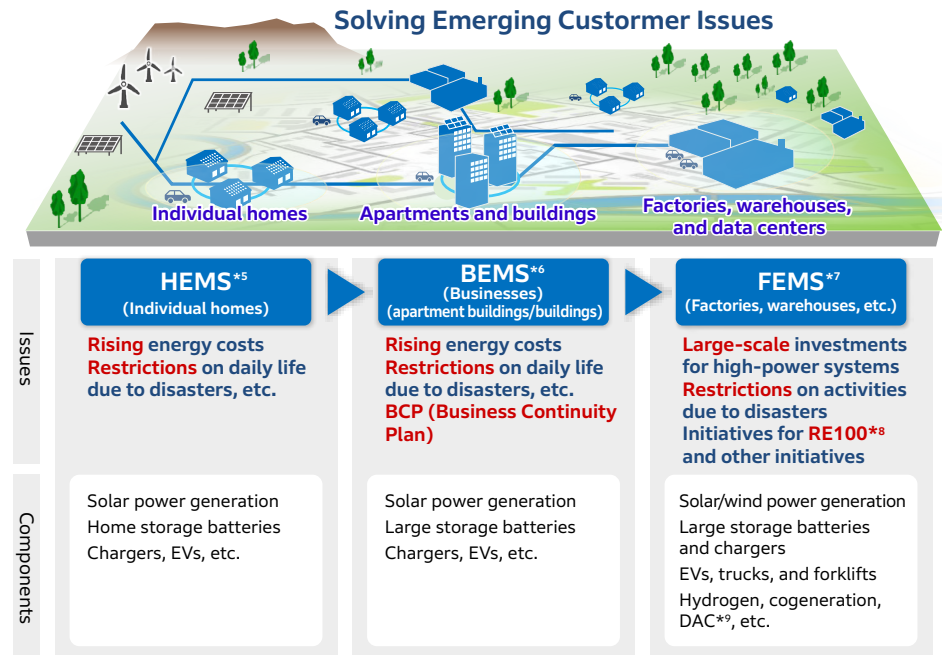 Solving Emerging Custormer Issues
Individual homes
Apartments and buildings
Factories, warehouses,
and data centers
Issues
HEMS*5
(Individual homes)
Rising energy costs
Restrictions on daily life
due to disasters, etc.
BEMS*6
(Businesses)
(apartment buildings/buildings)
Rising energy costs
Restrictions on daily life
due to disasters, etc.
BCP (Business Continuity
Plan)
FEMS*7
(Factories, warehouses, etc.)
Large-scale investments
for high-power systems
Restrictions on activities
due to disasters
Initiatives for RE100*8
and other initiatives
Components
Solar power generation
Home storage batteries
Chargers, EVs, etc.
Solar power generation
Large storage batteries
Chargers, EVs, etc.
Solar/wind power generation
Large storage batteries
and chargers
EVs, trucks, and forklifts
Hydrogen, cogeneration,
DAC*9, etc.